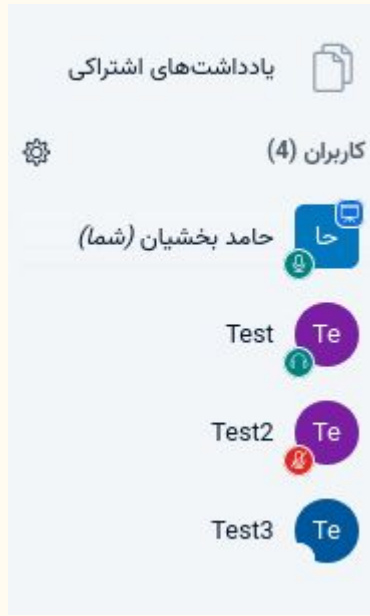 یادداشت‌های اشتراکی
کاربران (4)
حا حامد بخشیان (شما)
Te Test
Te Test2
Te Test3